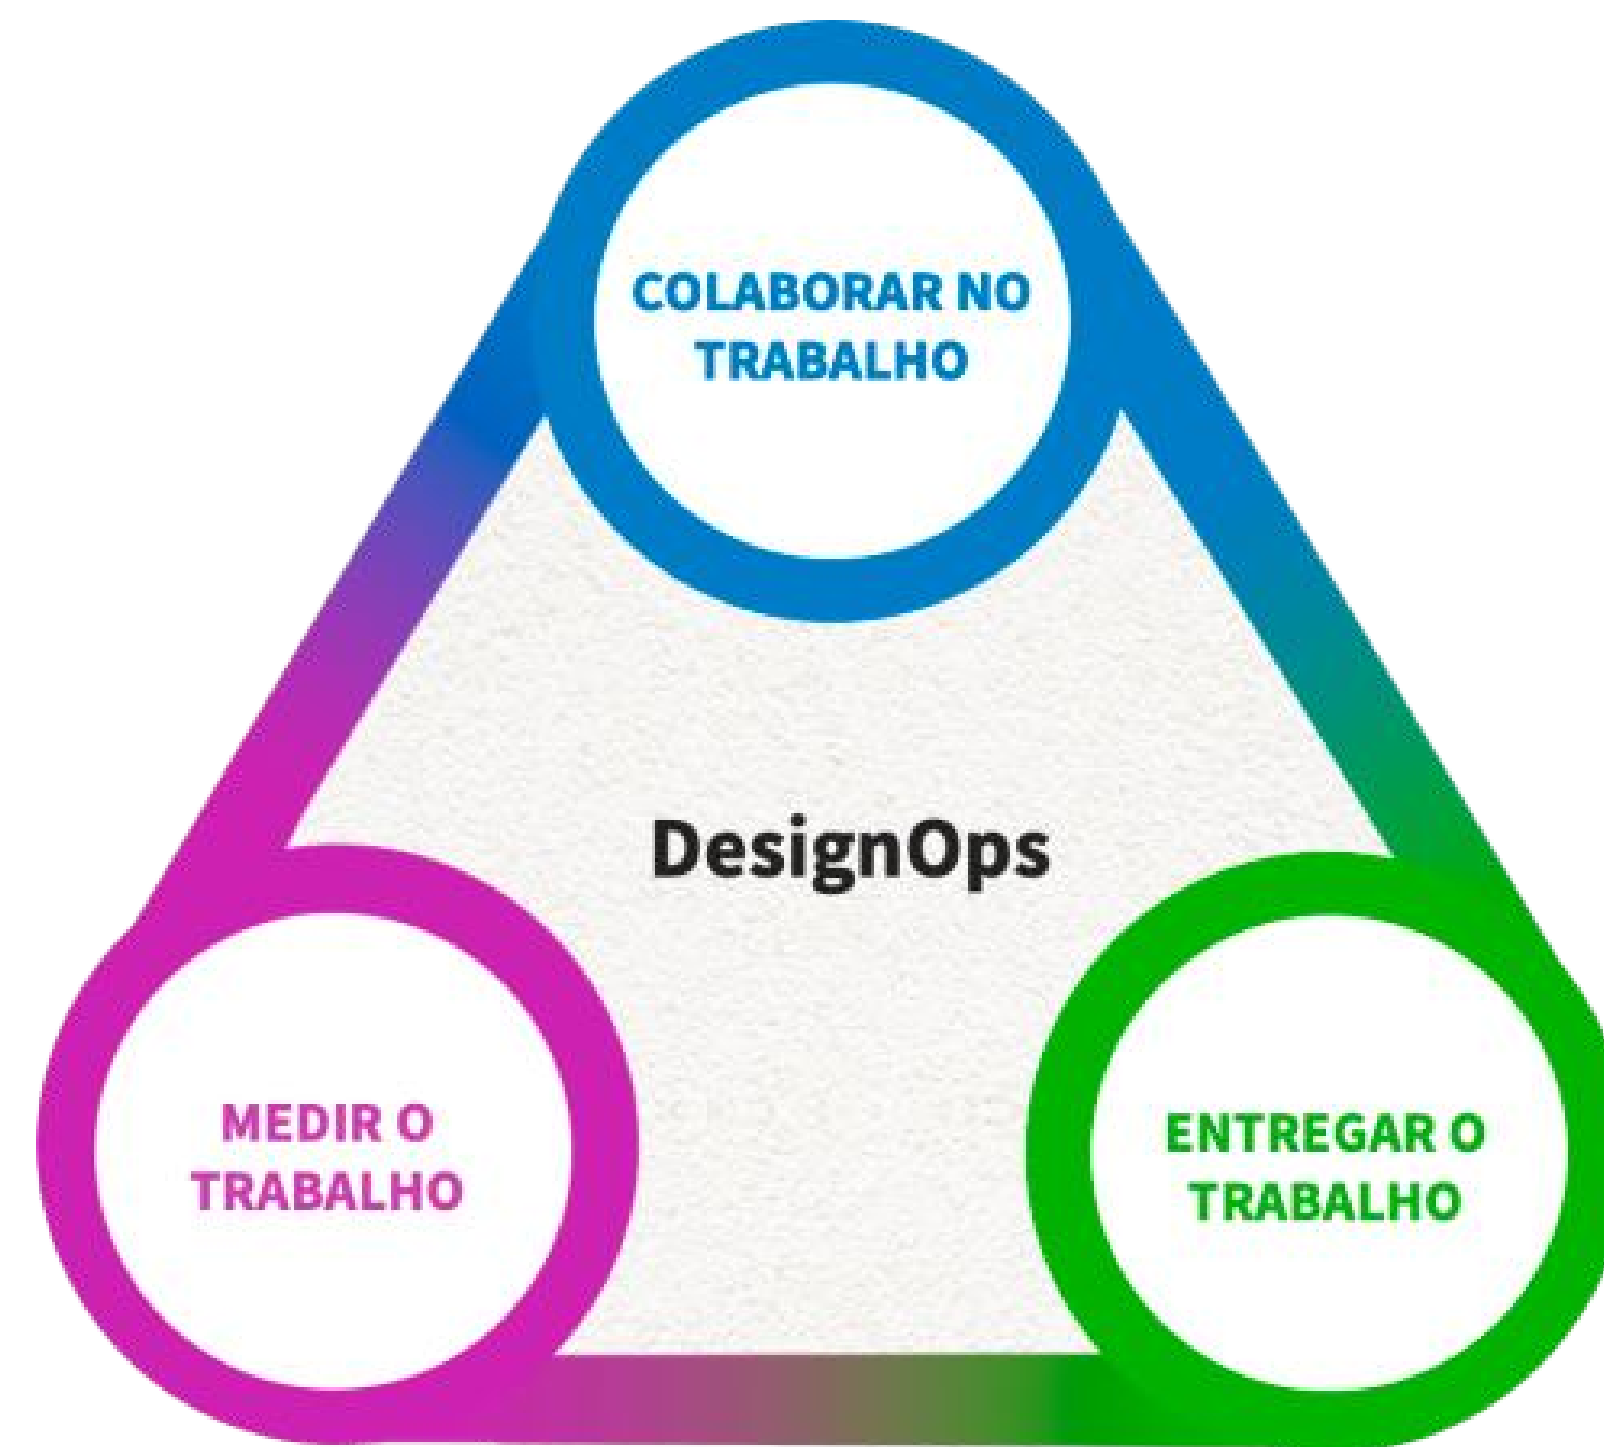 COLABORAR NO
TRABALHO
DesignOps
MEDIR O
TRABALHO
ENTREGAR O
TRABALHO